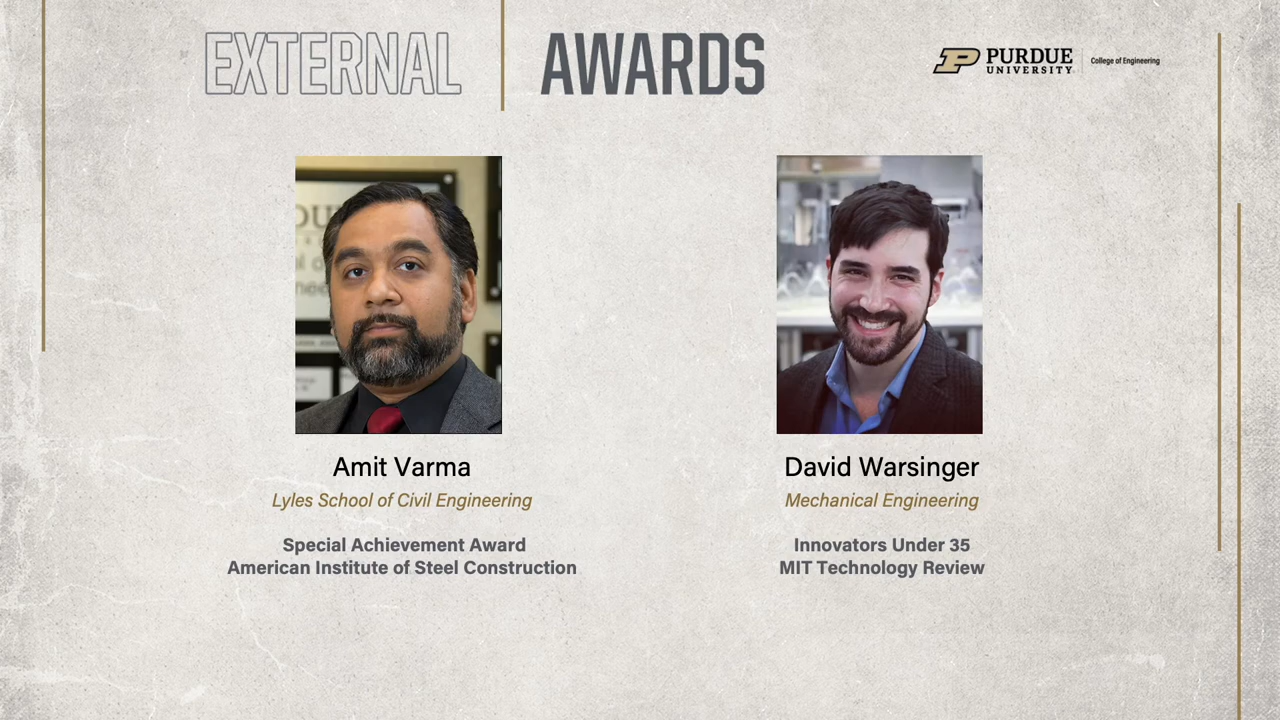 EXTERNAL AWARDS
PURDUE UNIVERSITY
College of Engineering
Amit Varma
Lyles School of Civil Engineering
Special Achievement Award
American Institute of Steel Construction
David Warsinger
Mechanical Engineering
Innovators Under 35
MIT Technology Review